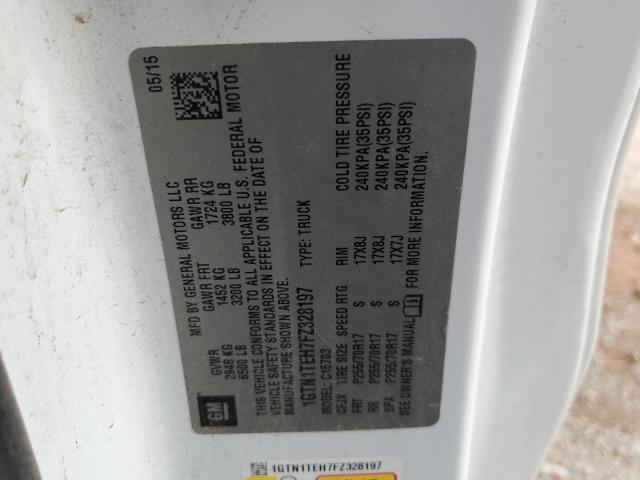 05/15
MFD BY GENERAL MOTORS LLC
GVWR GAWR FRT GAWR RR
2948 KG 1452 KG 1724 KG
6500 LB 3200 LB 3800 LB
THIS VEHICLE CONFORMS TO ALL APPLICABLE U.S. FEDERAL MOTOR
VEHICLE SAFETY STANDARDS IN EFFECT ON THE DATE OF
MANUFACTURE SHOWN ABOVE.
GM
1GTN1TEH7FZ328197 TYPE: TRUCK
MODEL: C15703
CFJX TIRE SIZE SPEED RTG RIM COLD TIRE PRESSURE
FRT P255/70R17 S 17X8J 240KPA(35PSI)
RR P255/70R17 S 17X8J 240KPA(35PSI)
SPA P255/70R17 S 17X7J 240KPA(35PSI)
SEE OWNER'S MANUAL FOR MORE INFORMATION.
1GTN1TEH7FZ328197